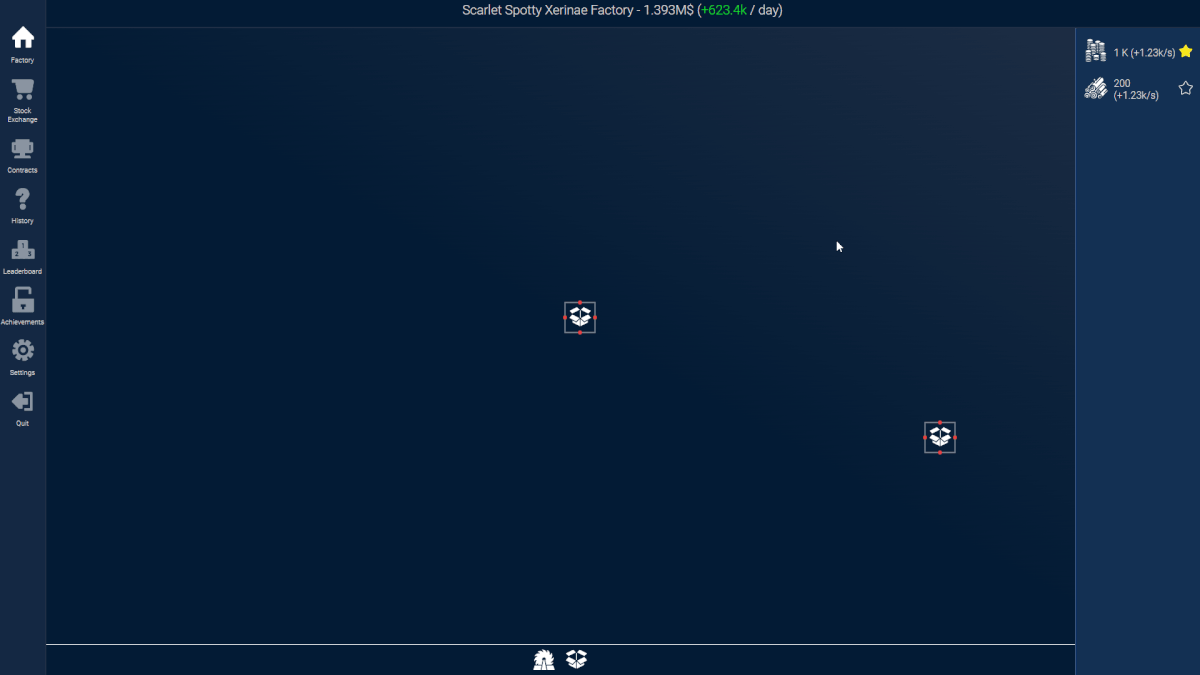 Scarlet Spotty Xerinae Factory - 1.393M$ (+623.4k / day)
Factory
Stock
Exchange
Contracts
History
Leaderboard
Achievements
Settings
Quit
1 K (+1.23k/s)
200
(+1.23k/s)
1
2 3